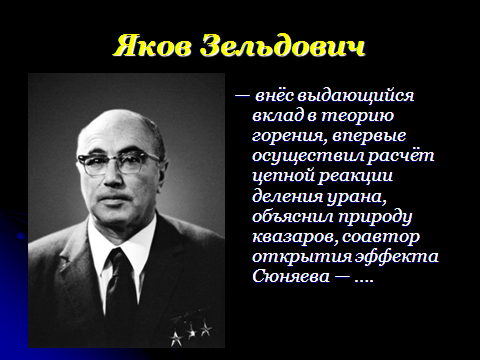 Яков Зельдович
— внёс выдающийся
вклад в теорию
горения, впервые
осуществил расчёт
цепной реакции
деления урана,
объяснил природу
квазаров, соавтор
открытия эффекта
Сюняева — ....